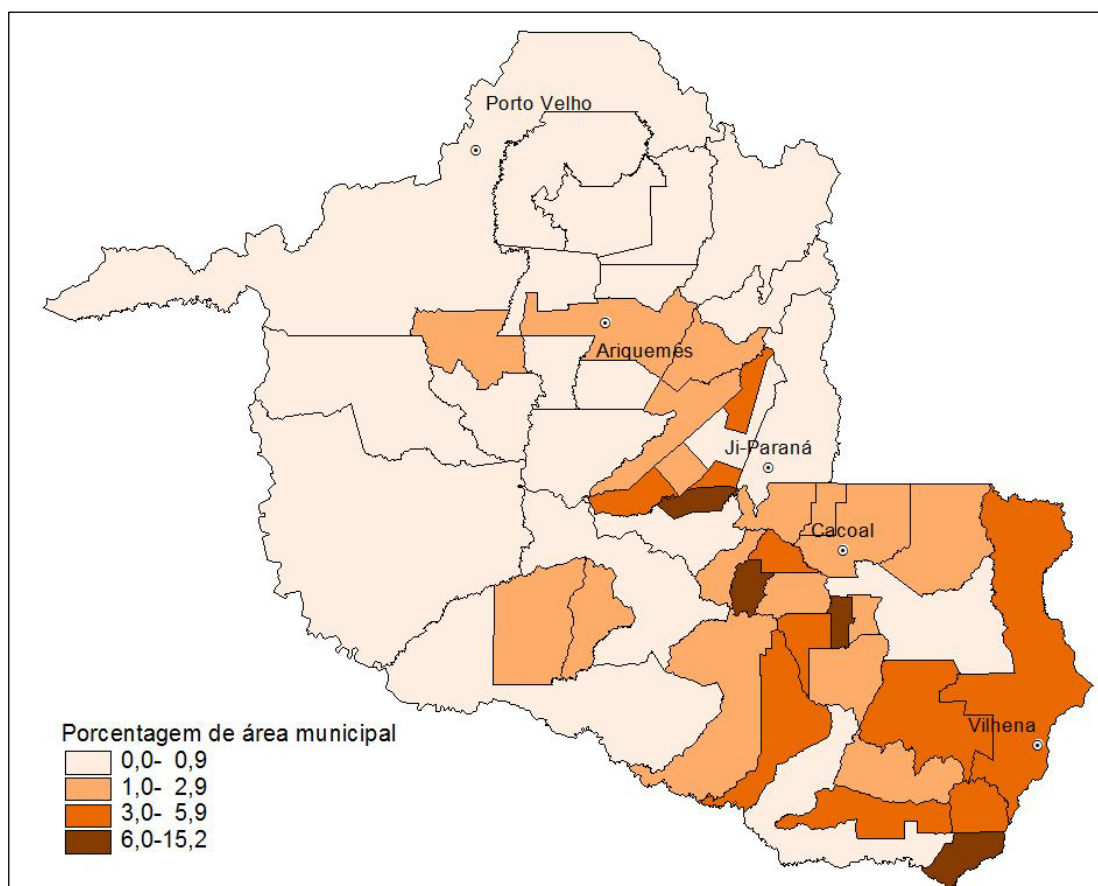 Porto Velho
Ariquemes
Ji-Paraná
Cacoal
Vilhena
Porcentagem de área municipal
0,0- 0,9
1,0- 2,9
3,0- 5,9
6,0-15,2